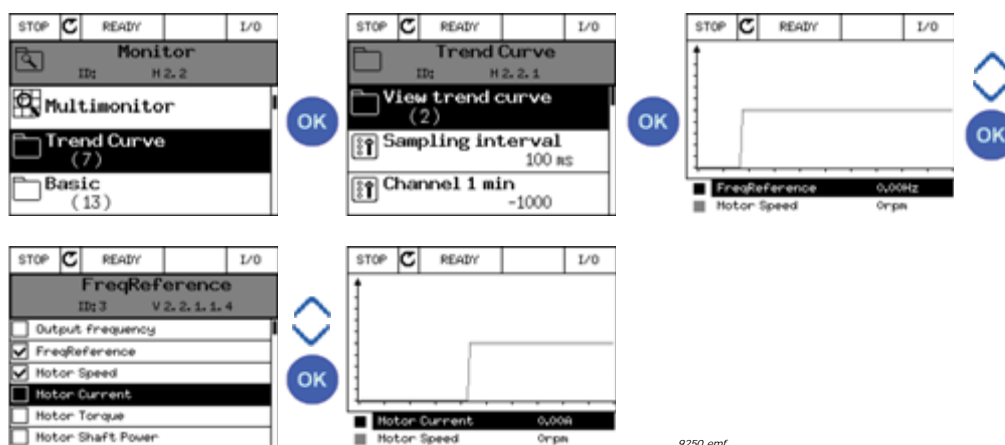 STOP READY I/O
Monitor
ID: M 2.2
Multimonitor
Trend Curve
(7)
Basic
(13)
OK
STOP READY I/O
Trend Curve
ID: M 2.2.1
View trend curve
(2)
Sampling interval
100 ms
Channel 1 min
-1000
OK
STOP READY I/O
FreqReference 0,00Hz
Motor Speed 0rpm
OK
STOP READY I/O
FreqReference
ID: 3 V 2.2.1.1.4
Output frequency
FreqReference
Motor Speed
Motor Current
Motor Torque
Motor Shaft Power
OK
STOP READY I/O
Motor Current 0,00A
Motor Speed 0rpm
9250.emf